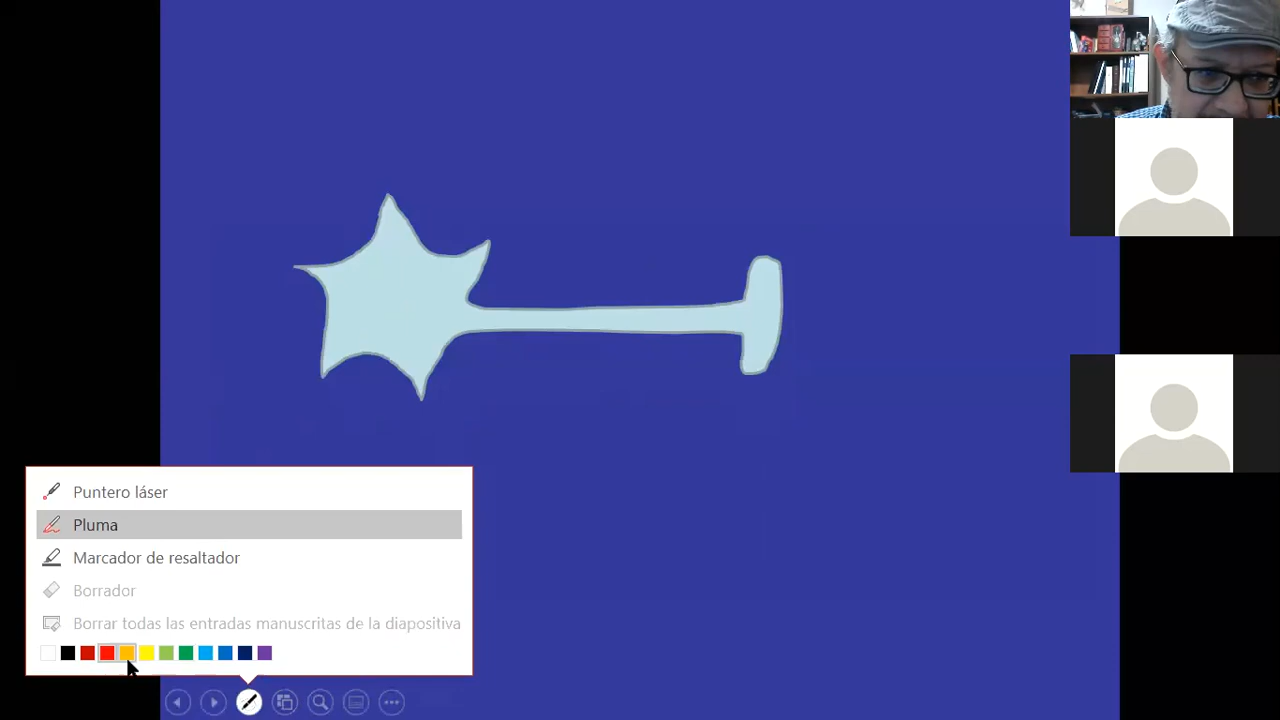 Puntero láser
Pluma
Marcador de resaltador
Borrador
Borrar todas las entradas manuscritas de la diapositiva